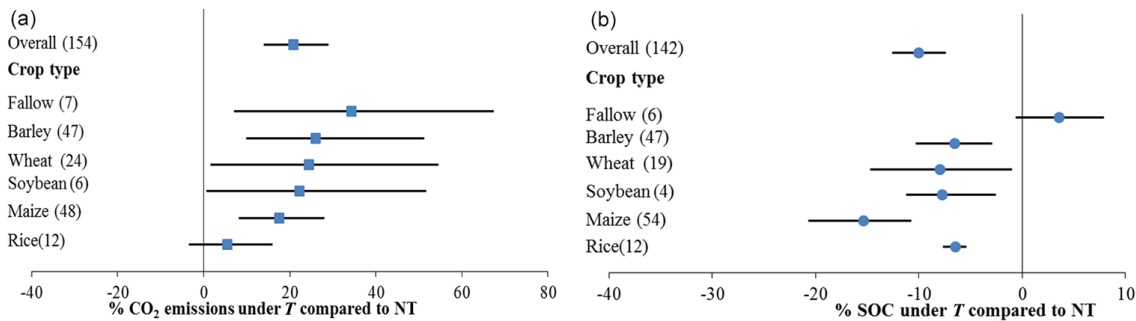 (a)
Overall (154)
Crop type
Fallow (7)
Barley (47)
Wheat (24)
Soybean (6)
Maize (48)
Rice(12)
-40 -20 0 20 40 60 80
% CO₂ emissions under T compared to NT
(b)
Overall (142)
Crop type
Fallow (6)
Barley (47)
Wheat (19)
Soybean (4)
Maize (54)
Rice(12)
-40 -30 -20 -10 0 10
% SOC under T compared to NT